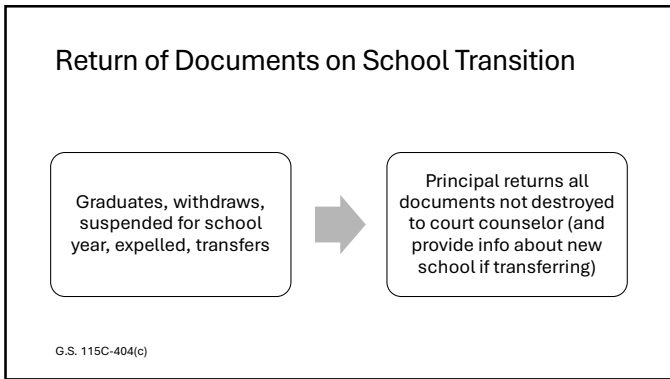 Return of Documents on School Transition
Graduates, withdraws,
suspended for school
year, expelled, transfers
Principal returns all
documents not destroyed
to court counselor (and
provide info about new
school if transferring)
G.S. 115C-404(c)